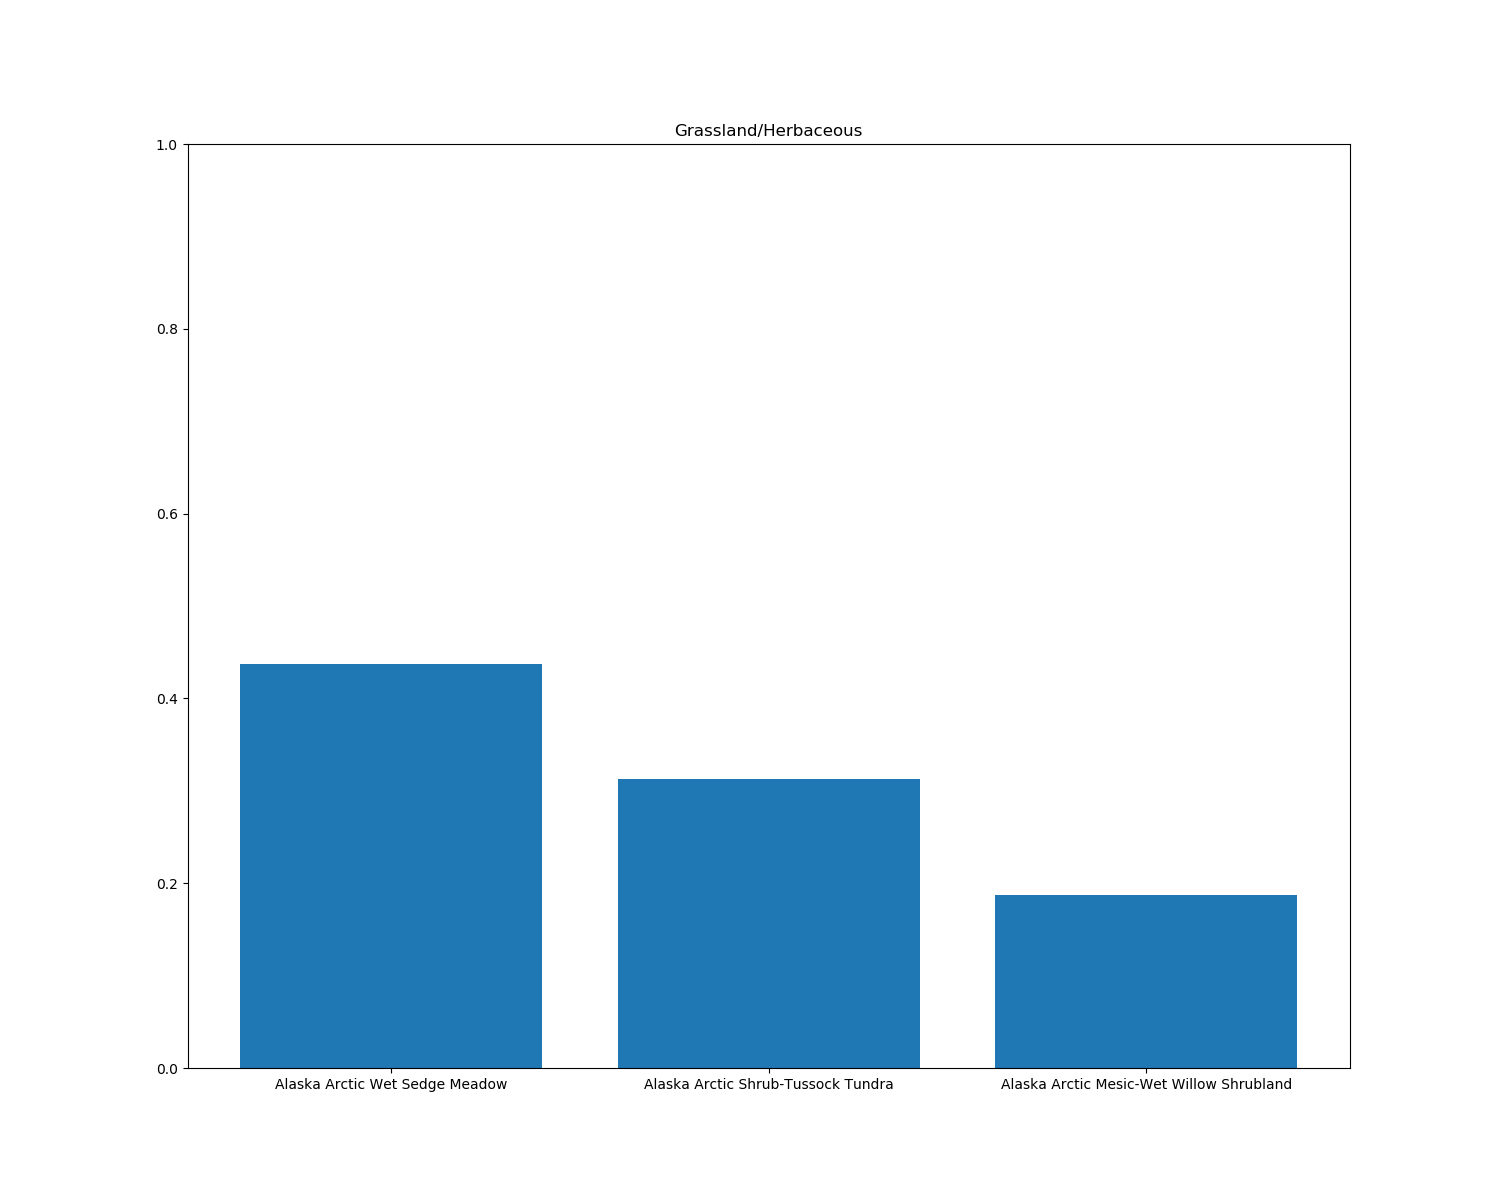 Grassland/Herbaceous
1.0
0.8
0.6
0.4
0.2
0.0
Alaska Arctic Wet Sedge Meadow
Alaska Arctic Shrub-Tussock Tundra
Alaska Arctic Mesic-Wet Willow Shrubland